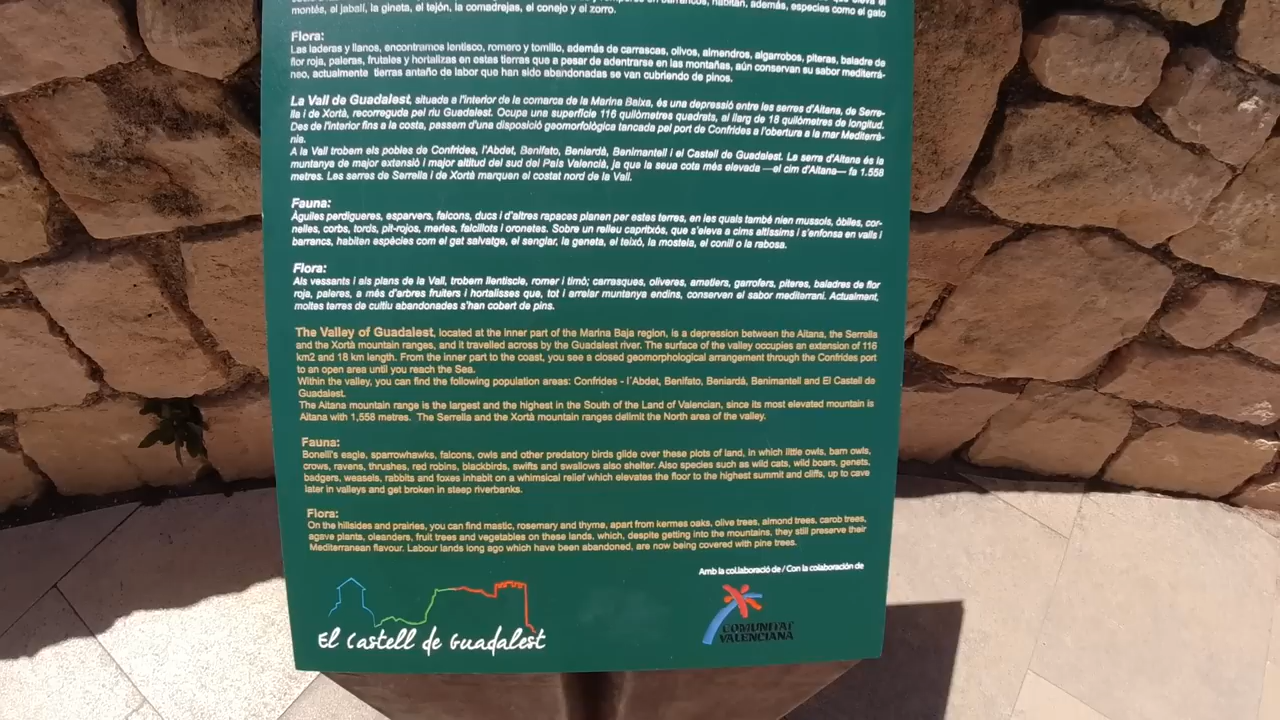 montés, el jabalí, la gineta, el tejón, la comadrejas, el conejo y el zorro.
Flora:
Las laderas y llanos, encontramos lentisco, romero y tomillo, además de carrascas, olivos, almendros, algarrobos, piteras, baladre de
flor roja, paleras, frutales y hortalizas en estas tierras que a pesar de adentrarse en las montañas, aún conservan su sabor mediterrá-
neo, actualmente tierras antaño de labor que han sido abandonadas se van cubriendo de pinos.
La Vall de Guadalest, situada a l'interior de la comarca de la Marina Baixa, és una depressió entre les serres d'Aitana, de Serre-
lla i de Xortà, recorreguda pel riu Guadalest. Ocupa una superfície 116 quilòmetres quadrats, al llarg de 18 quilòmetres de longitud.
Des de l'interior fins a la costa, passem d'una disposició geomorfològica tancada pel port de Confrides a l'obertura a la mar Mediterrà-
nia.
A la Vall trobem els pobles de Confrides, l'Abdet, Benifato, Beniardà, Benimantell i el Castell de Guadalest. La serra d'Aitana és la
muntanya de major extensió i major altitud del sud del País Valencià, ja que la seua cota més elevada —el cim d'Aitana— fa 1.558
metres. Les serres de Serrella i de Xortà marquen el costat nord de la Vall.
Fauna:
Àguiles perdigueres, esparvers, falcons, ducs i d'altres rapaces planen per estes terres, en les quals també nien mussols, òbiles, cor-
nelles, corbs, tords, pit-rojos, merles, falcillots i oronetes. Sobre un relleu capritxós, que s'eleva a cims altíssims i s'enfonsa en valls i
barrancs, habiten espècies com el gat salvatge, el senglar, la geneta, el teixó, la mostela, el conill o la rabosa.
Flora:
Als vessants i als plans de la Vall, trobem llentiscle, romer i timó; carrasques, oliveres, ametlers, garrofers, piteres, baladres de flor
roja, paleres, a més d'arbres fruiters i hortalisses que, tot i arrelar muntanya endins, conserven el sabor mediterrani. Actualment,
moltes terres de cultiu abandonades s'han cobert de pins.
The Valley of Guadalest, located at the inner part of the Marina Baja region, is a depression between the Aitana, the Serrella
and the Xortà mountain ranges, and it travelled across by the Guadalest river. The surface of the valley occupies an extension of 116
km2 and 18 km length. From the inner part to the coast, you see a closed geomorphological arrangement through the Confrides port
to an open area until you reach the Sea.
Within the valley, you can find the following population areas: Confrides - l'Abdet, Benifato, Beniardá, Benimantell and El Castell de
Guadalest.
The Aitana mountain range is the largest and the highest in the South of the Land of Valencian, since its most elevated mountain is
Aitana with 1,558 metres. The Serrella and the Xortà mountain ranges delimit the North area of the valley.
Fauna:
Bonelli's eagle, sparrowhawks, falcons, owls and other predatory birds glide over these plots of land, in which little owls, barn owls,
crows, ravens, thrushes, red robins, blackbirds, swifts and swallows also shelter. Also species such as wild cats, wild boars, genets,
badgers, weasels, rabbits and foxes inhabit on a whimsical relief which elevates the floor to the highest summit and cliffs, up to cave
later in valleys and get broken in steep riverbanks.
Flora:
On the hillsides and prairies, you can find mastic, rosemary and thyme, apart from kermes oaks, olive trees, almond trees, carob trees,
agave plants, oleanders, fruit trees and vegetables on these lands, which, despite getting into the mountains, they still preserve their
Mediterranean flavour. Labour lands long ago which have been abandoned, are now being covered with pine trees.
Amb la col.laboració de / Con la colaboración de
El Castell de Guadalest
COMUNITAT
VALENCIANA